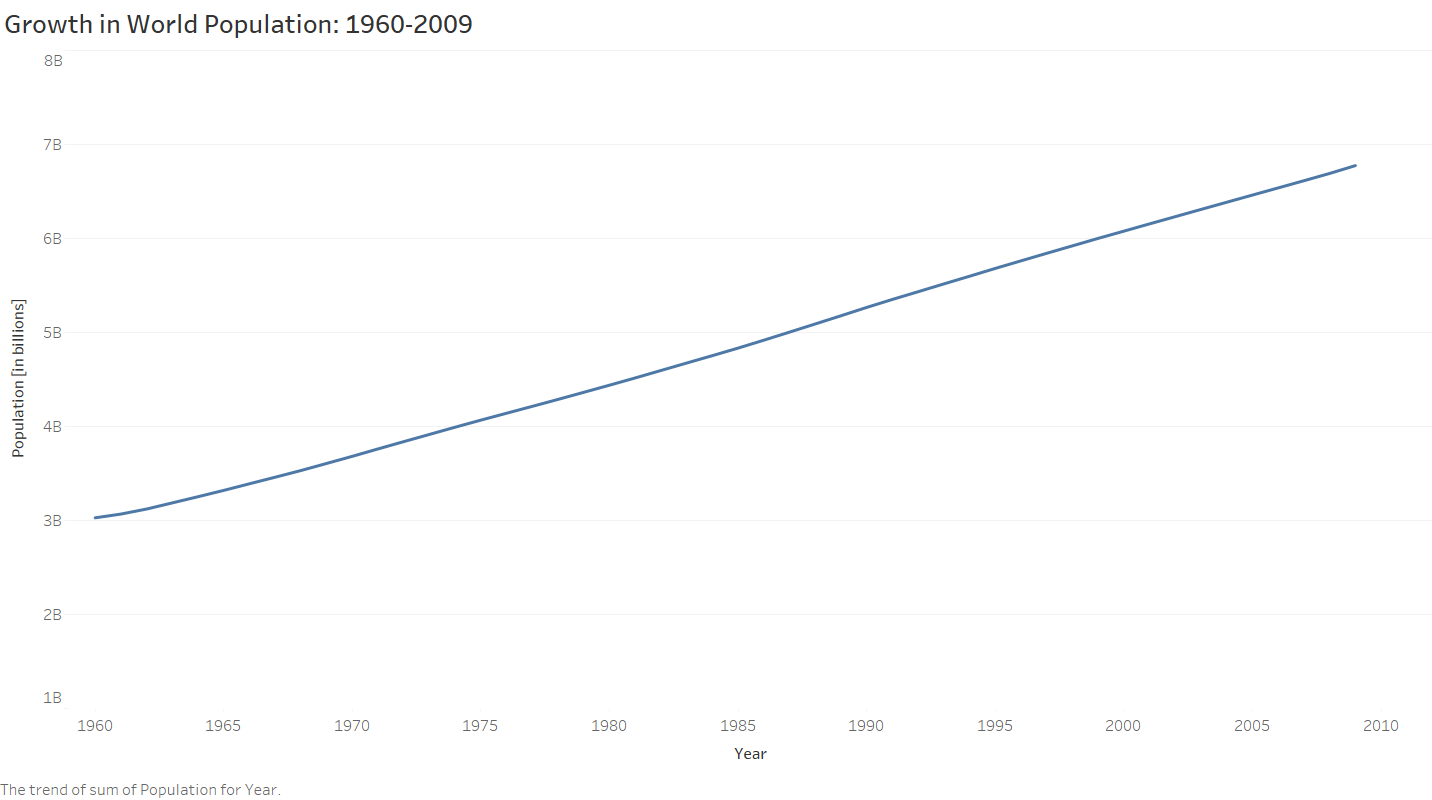 Growth in World Population: 1960-2009
8B
7B
6B
5B
4B
3B
2B
1B
Population [in billions]
1960 1965 1970 1975 1980 1985 1990 1995 2000 2005 2010
Year
The trend of sum of Population for Year.